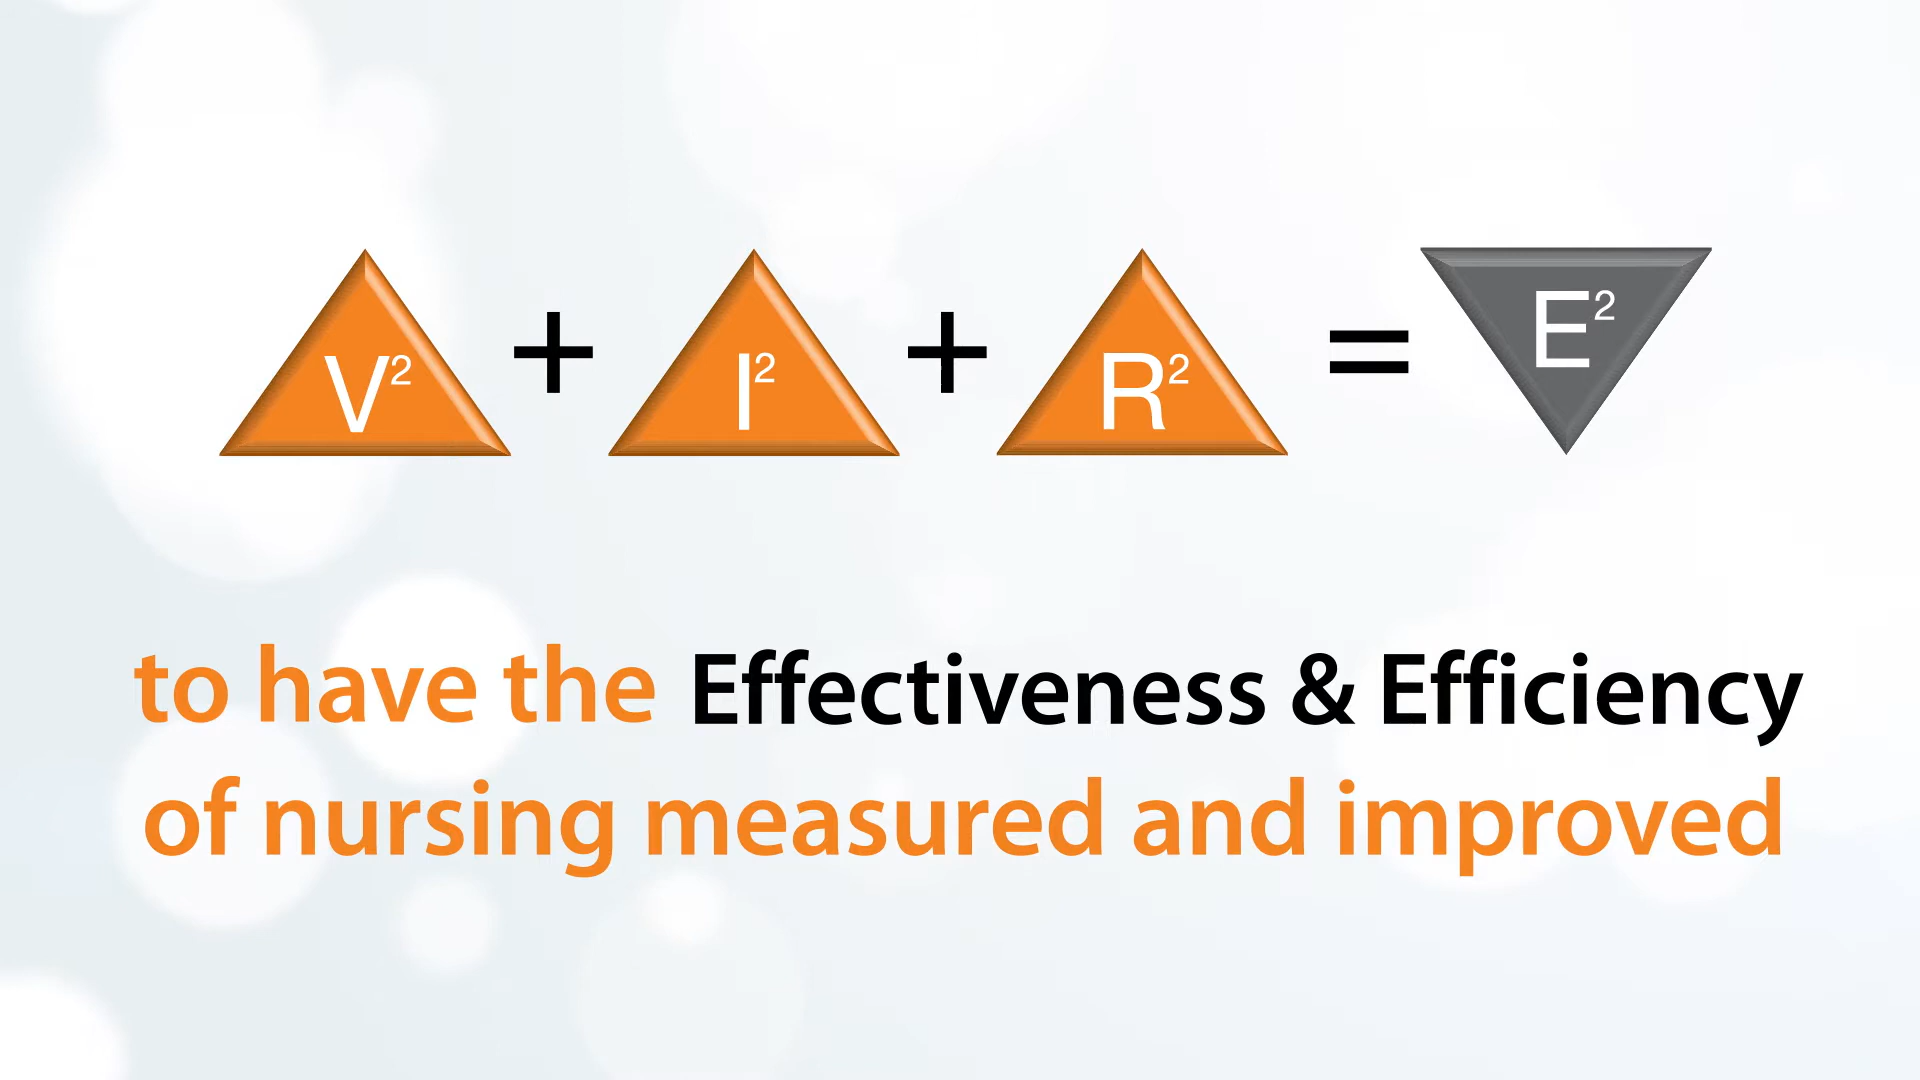 V² + I² + R² = E²
to have the Effectiveness & Efficiency
of nursing measured and improved